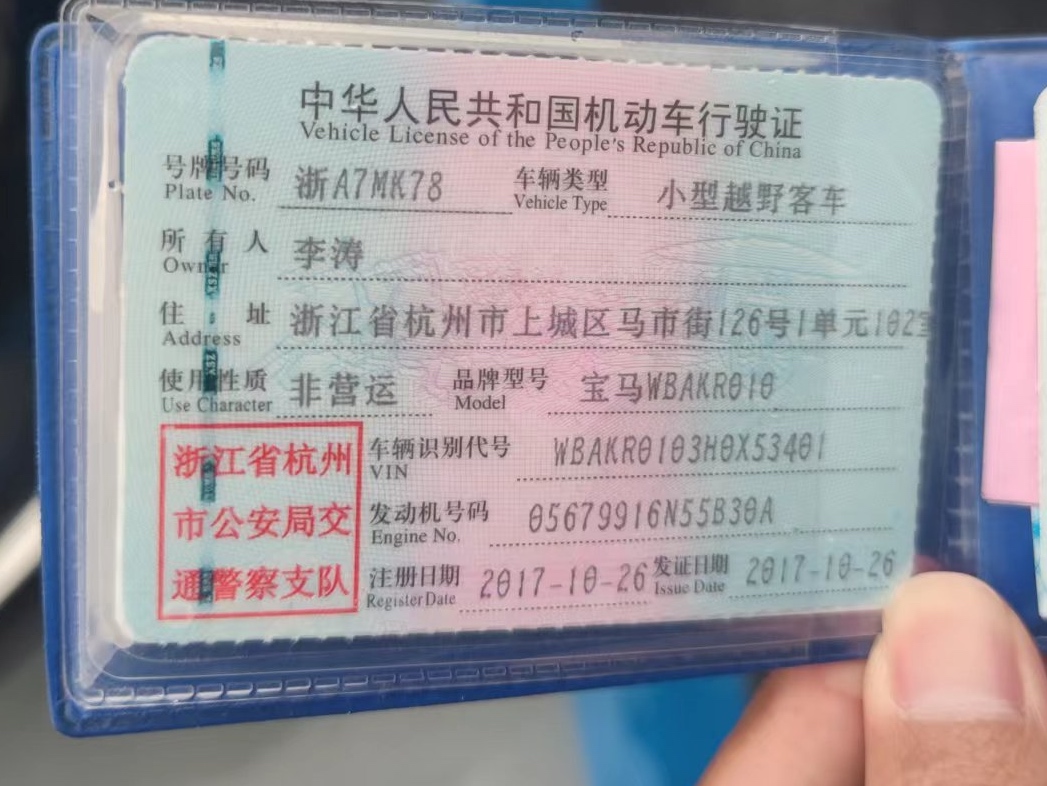 中华人民共和国机动车行驶证
Vehicle License of the People's Republic of China
号牌号码 浙A7MK78 车辆类型 小型越野客车
Plate No. Vehicle Type
所有人 李涛
Owner
住址 浙江省杭州市上城区马市街126号1单元102室
Address
使用性质 非营运 品牌型号 宝马WBAKR010
Use Character Model
浙江省杭州
市公安局交
通警察支队
车辆识别代号 WBAKR0103H0X53401
VIN
发动机号码 05679916N55B30A
Engine No.
注册日期 2017-10-26 发证日期 2017-10-26
Register Date Issue Date